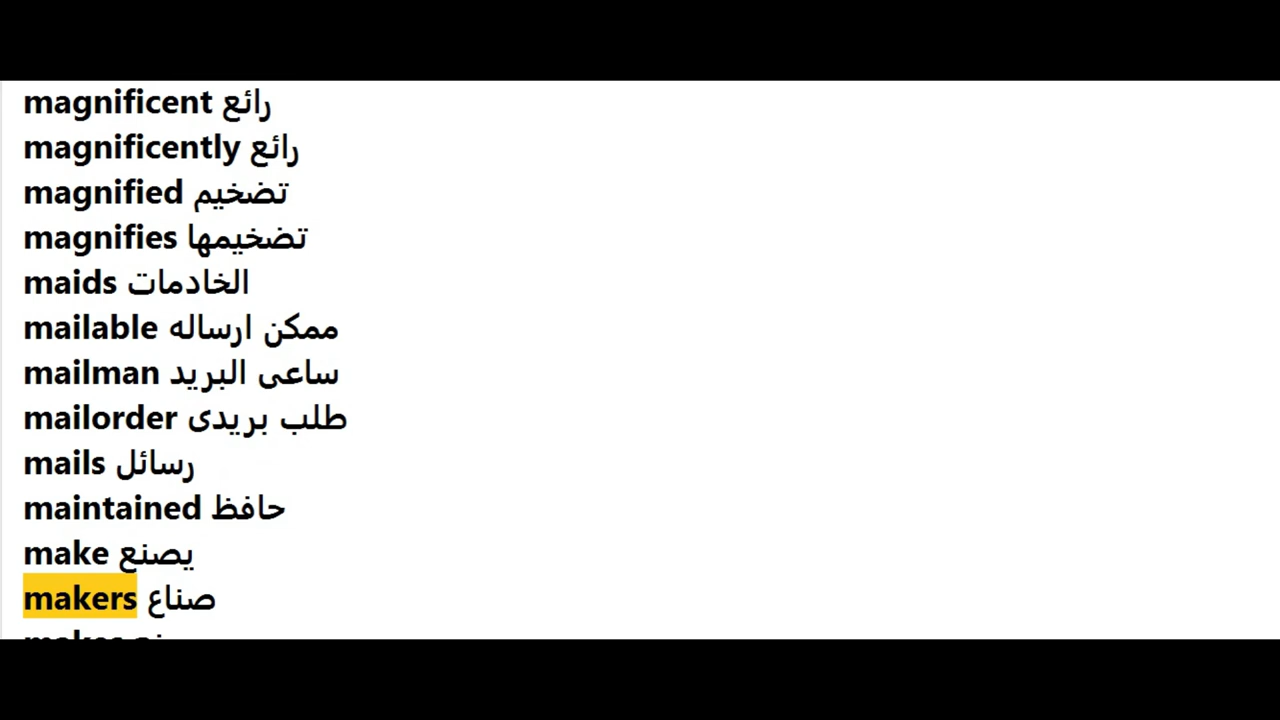 magnificent رائع
magnificently رائع
magnified تضخيم
magnifies تضخيمها
maids الخادمات
mailable ممكن ارساله
mailman ساعى البريد
mailorder طلب بريدى
mails رسائل
maintained حافظ
make يصنع
makers صناع
makes